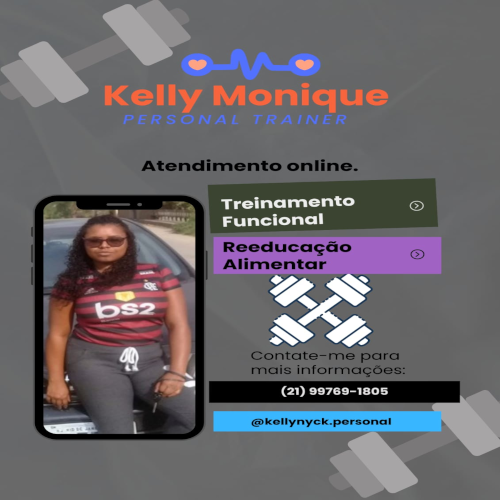 Kelly Monique
PERSONAL TRAINER
Atendimento online.
Treinamento
Funcional
Reeducação
Alimentar
bs2
Contate-me para
mais informações:
(21) 99769-1805
@kellynyck.personal